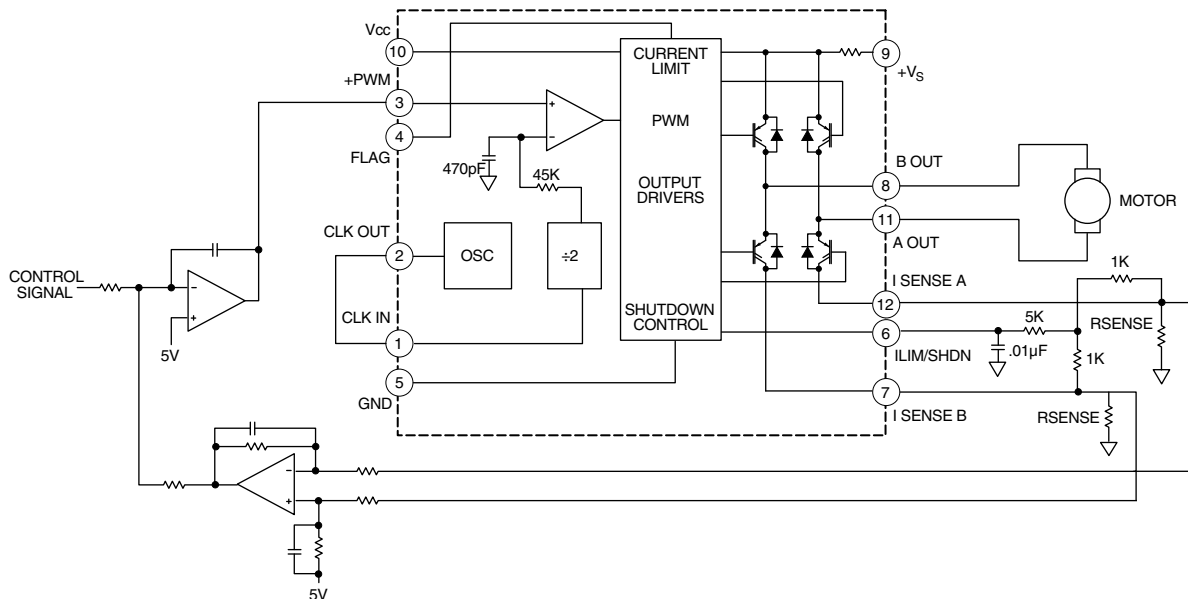 Vcc
10
+PWM
3
4
FLAG
470pF
45K
CLK OUT
2
OSC
÷2
CLK IN
1
5
GND
CURRENT
LIMIT
PWM
OUTPUT
DRIVERS
SHUTDOWN
CONTROL
9
+VS
B OUT
8
MOTOR
11
A OUT
I SENSE A
12
1K
5K
RSENSE
6
ILIM/SHDN
.01µF
1K
7
I SENSE B
RSENSE
CONTROL
SIGNAL
−
+
5V
+
−
−
+
5V